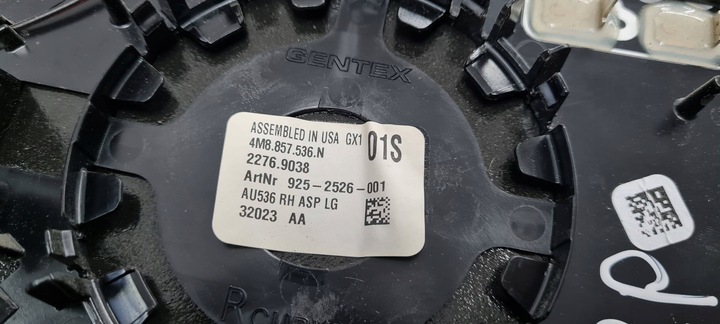 GENTEX
ASSEMBLED IN USA GX1
01S
4M8.857.536.N
2276.9038
ArtNr 925-2526-001
AU536 RH ASP LG
32023 AA